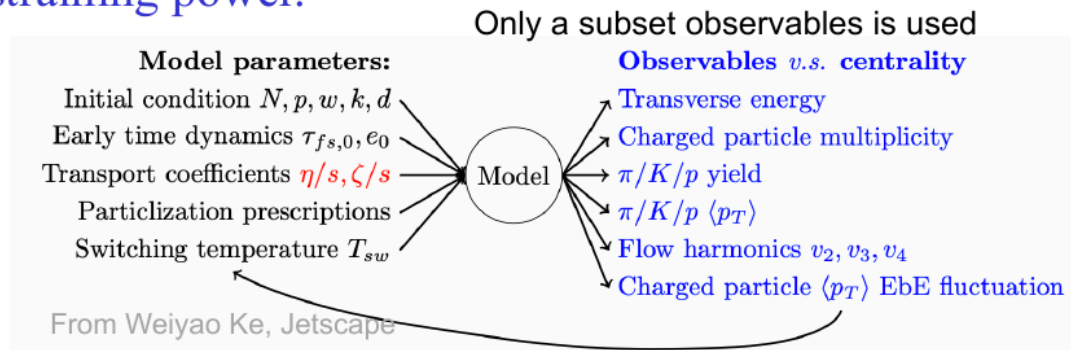 straining power.
Only a subset observables is used
Model parameters:
Initial condition N, p, w, k, d
Early time dynamics τ_{fs,0}, e_0
Transport coefficients η/s, ζ/s
Particlization prescriptions
Switching temperature T_{sw}
Model
Observables v.s. centrality
Transverse energy
Charged particle multiplicity
π/K/p yield
π/K/p ⟨p_T⟩
Flow harmonics v_2, v_3, v_4
Charged particle ⟨p_T⟩ EbE fluctuation
From Weiyao Ke, Jetscape